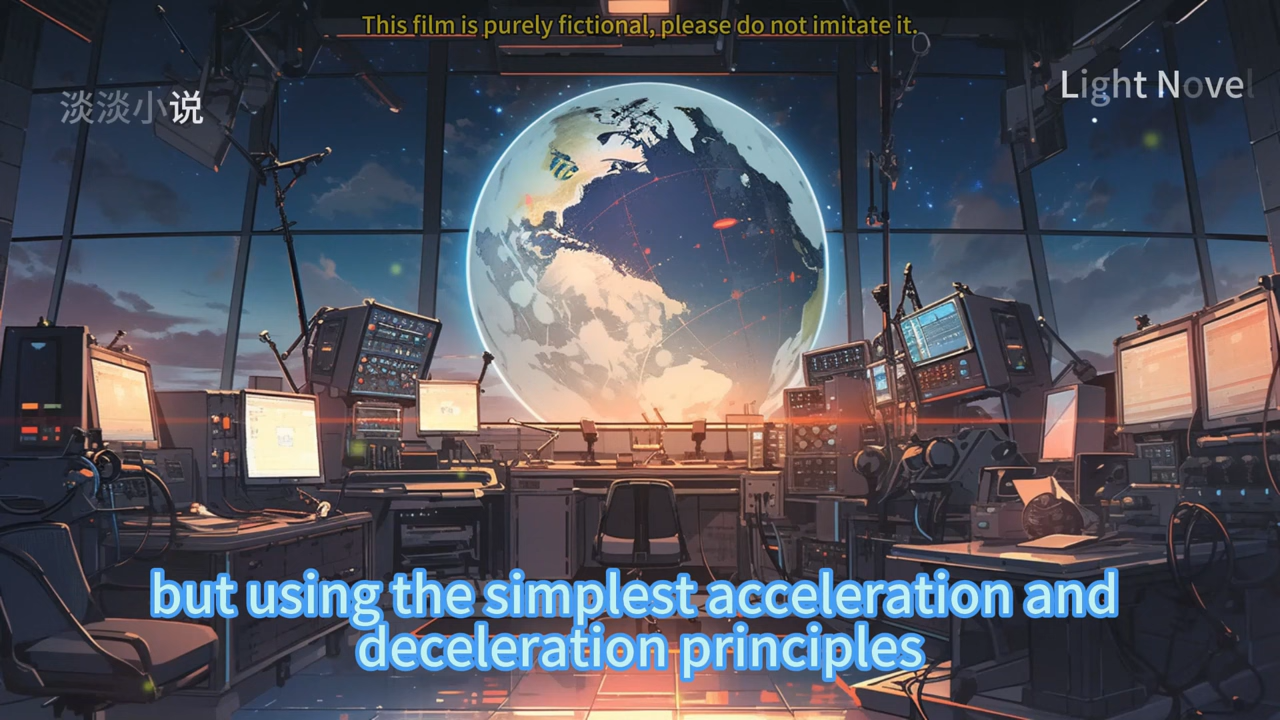 This film is purely fictional, please do not imitate it.
淡淡小说
Light Novel
but using the simplest acceleration and
deceleration principles